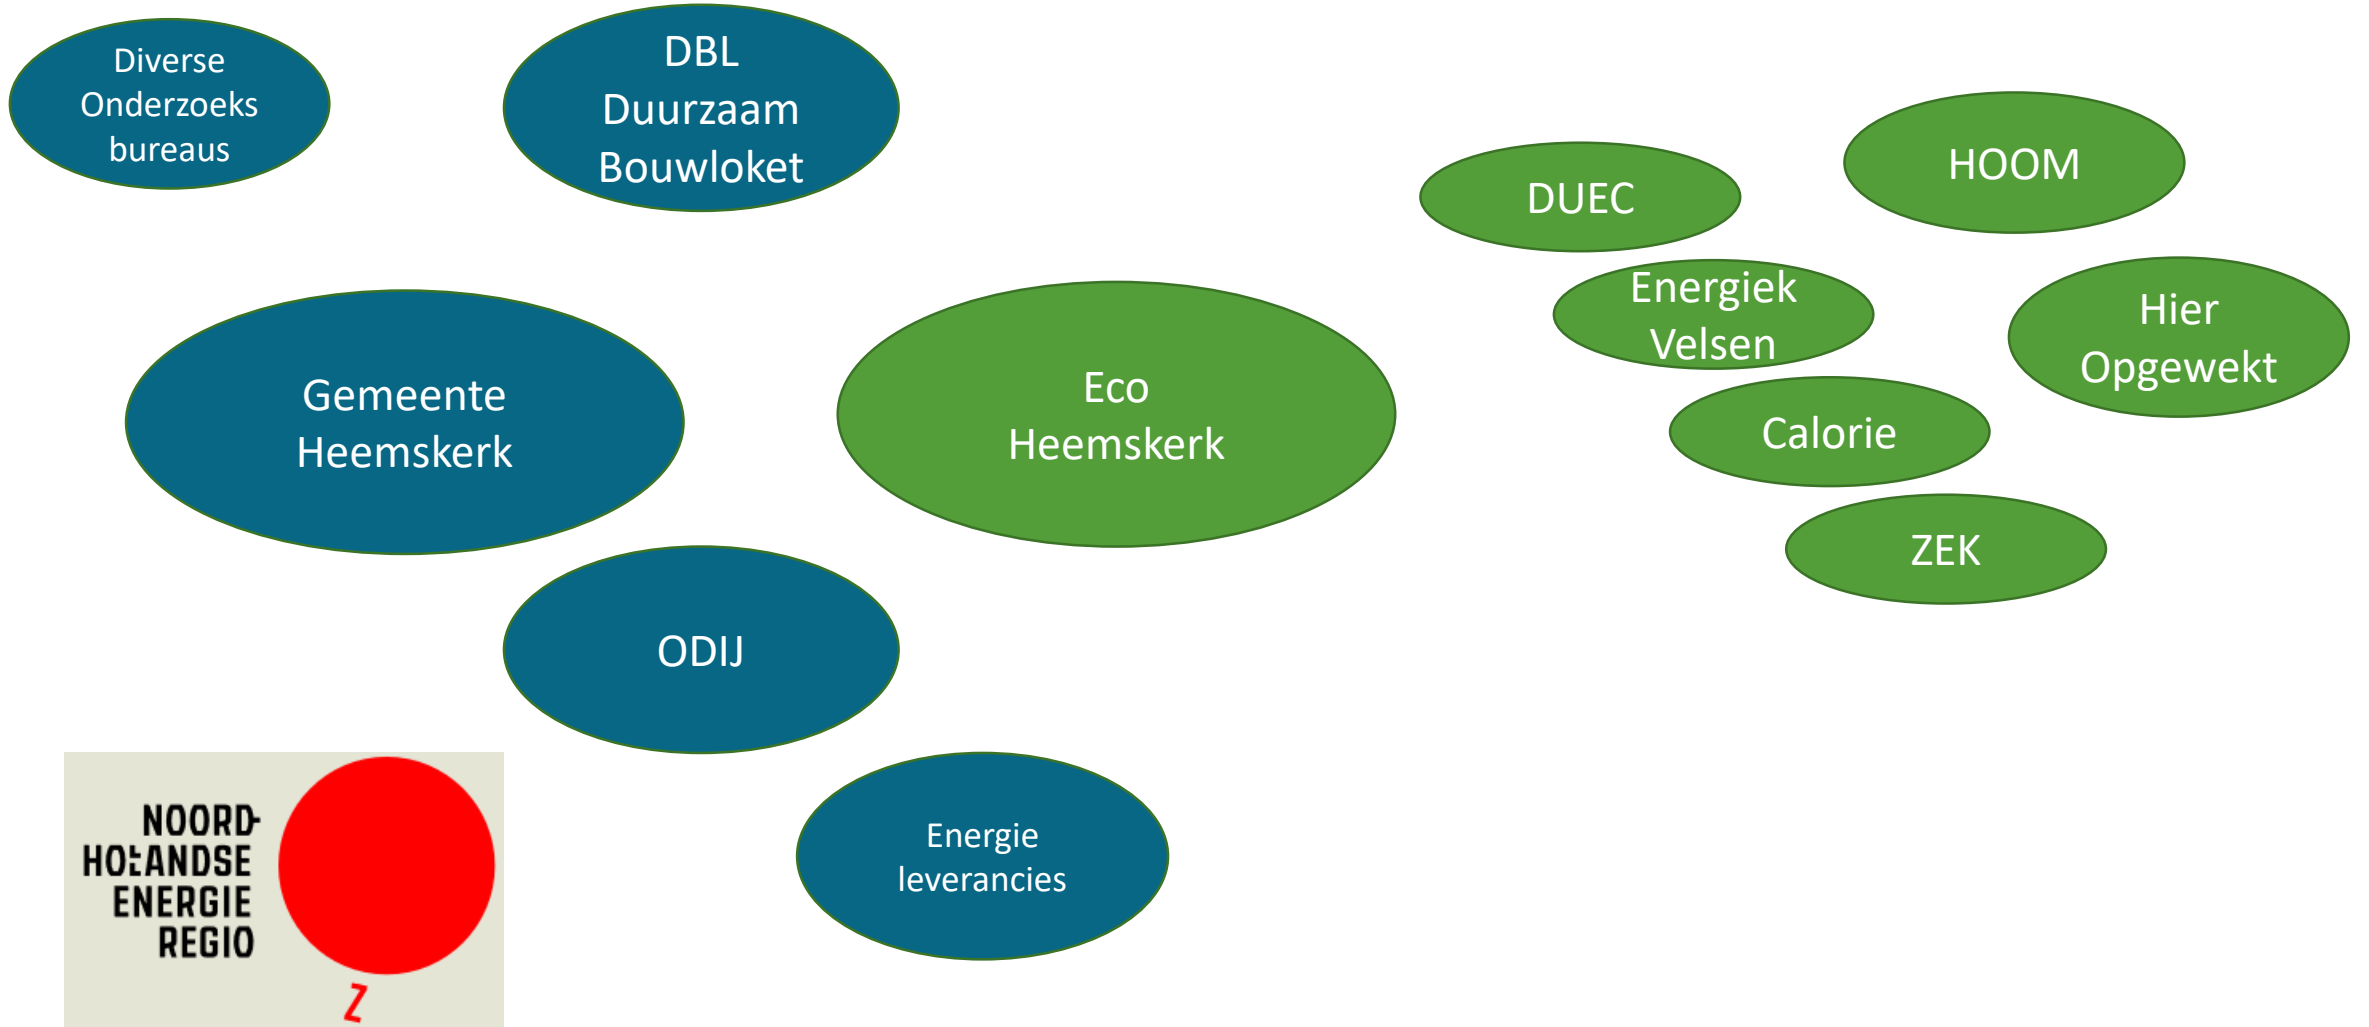 Diverse
Onderzoeks
bureaus
DBL
Duurzaam
Bouwloket
DUEC
HOOM
Energiek
Velsen
Hier
Opgewekt
Gemeente
Heemskerk
Eco
Heemskerk
Calorie
ZEK
ODIJ
Energie
leverancies
NOORD-
HOLLANDSE
ENERGIE
REGIO
Z